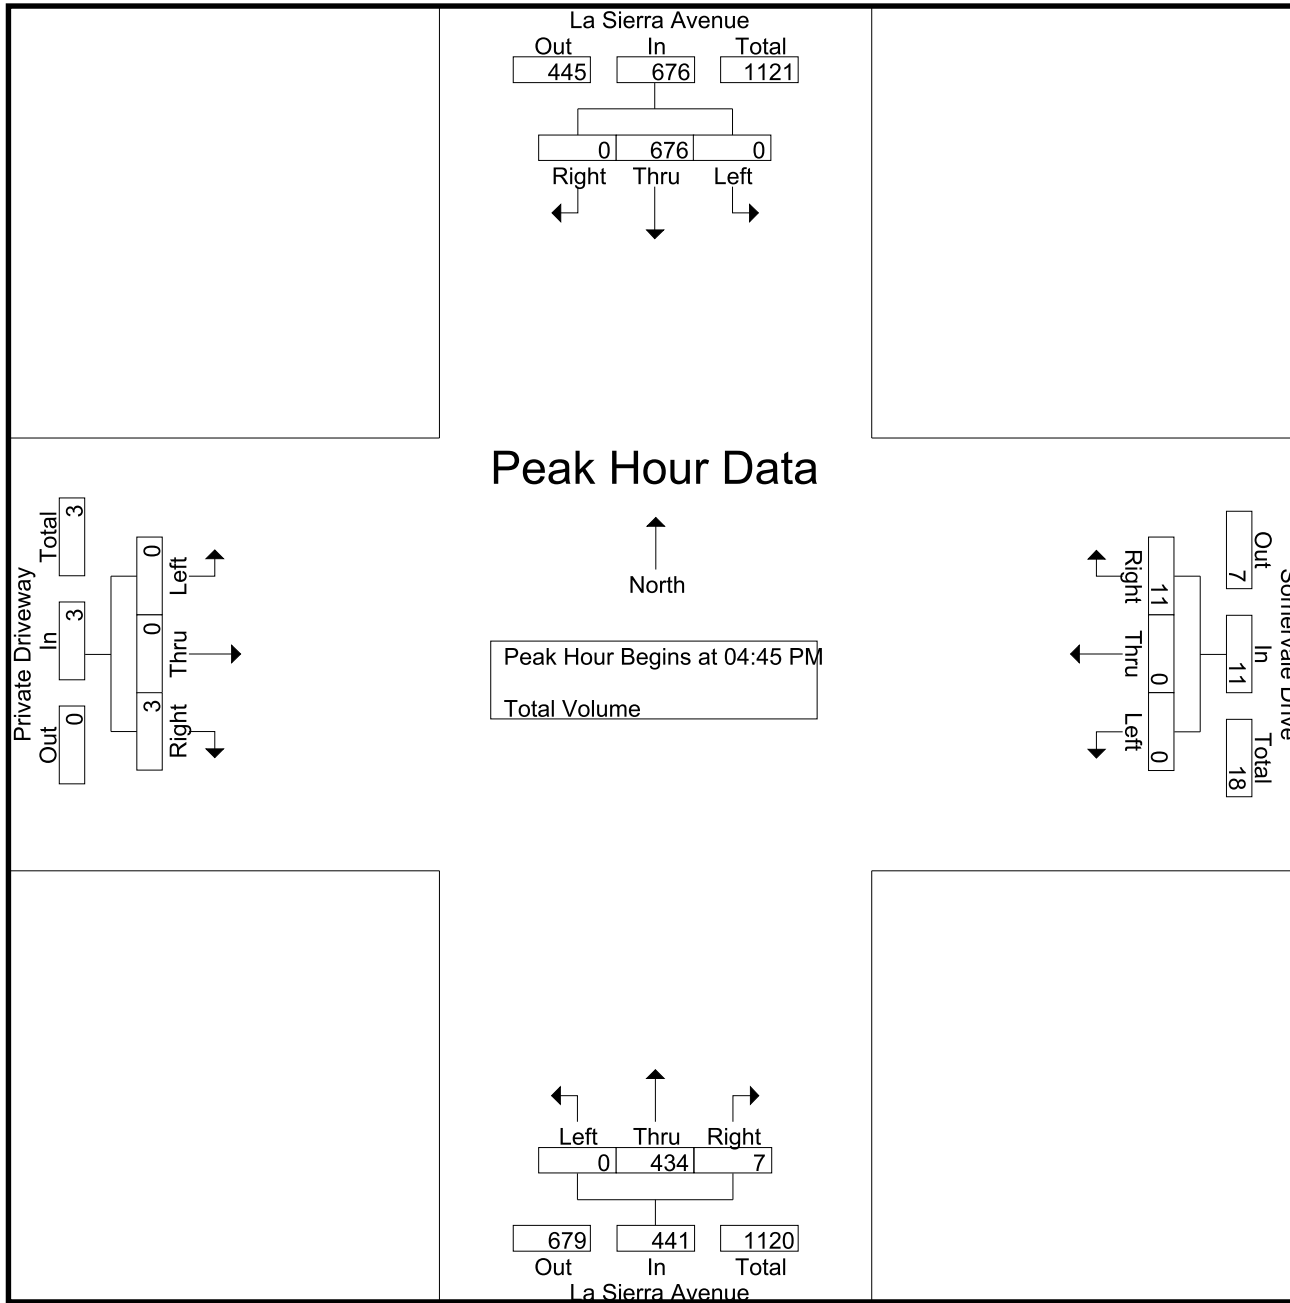 La Sierra Avenue
Out In Total
445 676 1121
0 676 0
Right Thru Left
Peak Hour Data
North
Peak Hour Begins at 04:45 PM
Total Volume
Private Driveway
Out In Total
0 3 3
0 0 3
Left Thru Right
Somervale Drive
Out In Total
7 11 18
11 0 0
Right Thru Left
Left Thru Right
0 434 7
679 441 1120
Out In Total
La Sierra Avenue